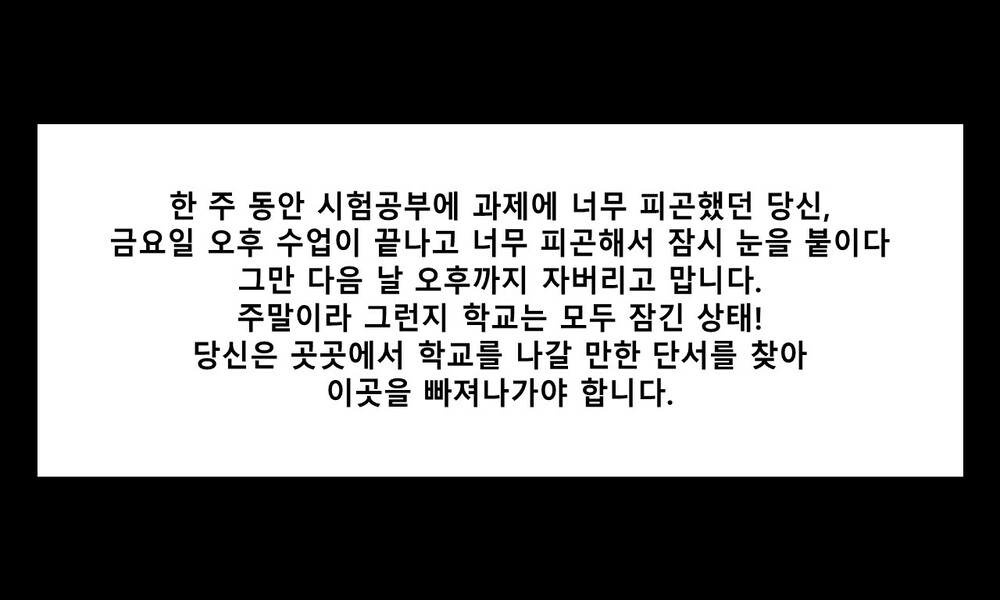 한 주 동안 시험공부에 과제에 너무 피곤했던 당신,
금요일 오후 수업이 끝나고 너무 피곤해서 잠시 눈을 붙이다
그만 다음 날 오후까지 자버리고 맙니다.
주말이라 그런지 학교는 모두 잠긴 상태!
당신은 곳곳에서 학교를 나갈 만한 단서를 찾아
이곳을 빠져나가야 합니다.